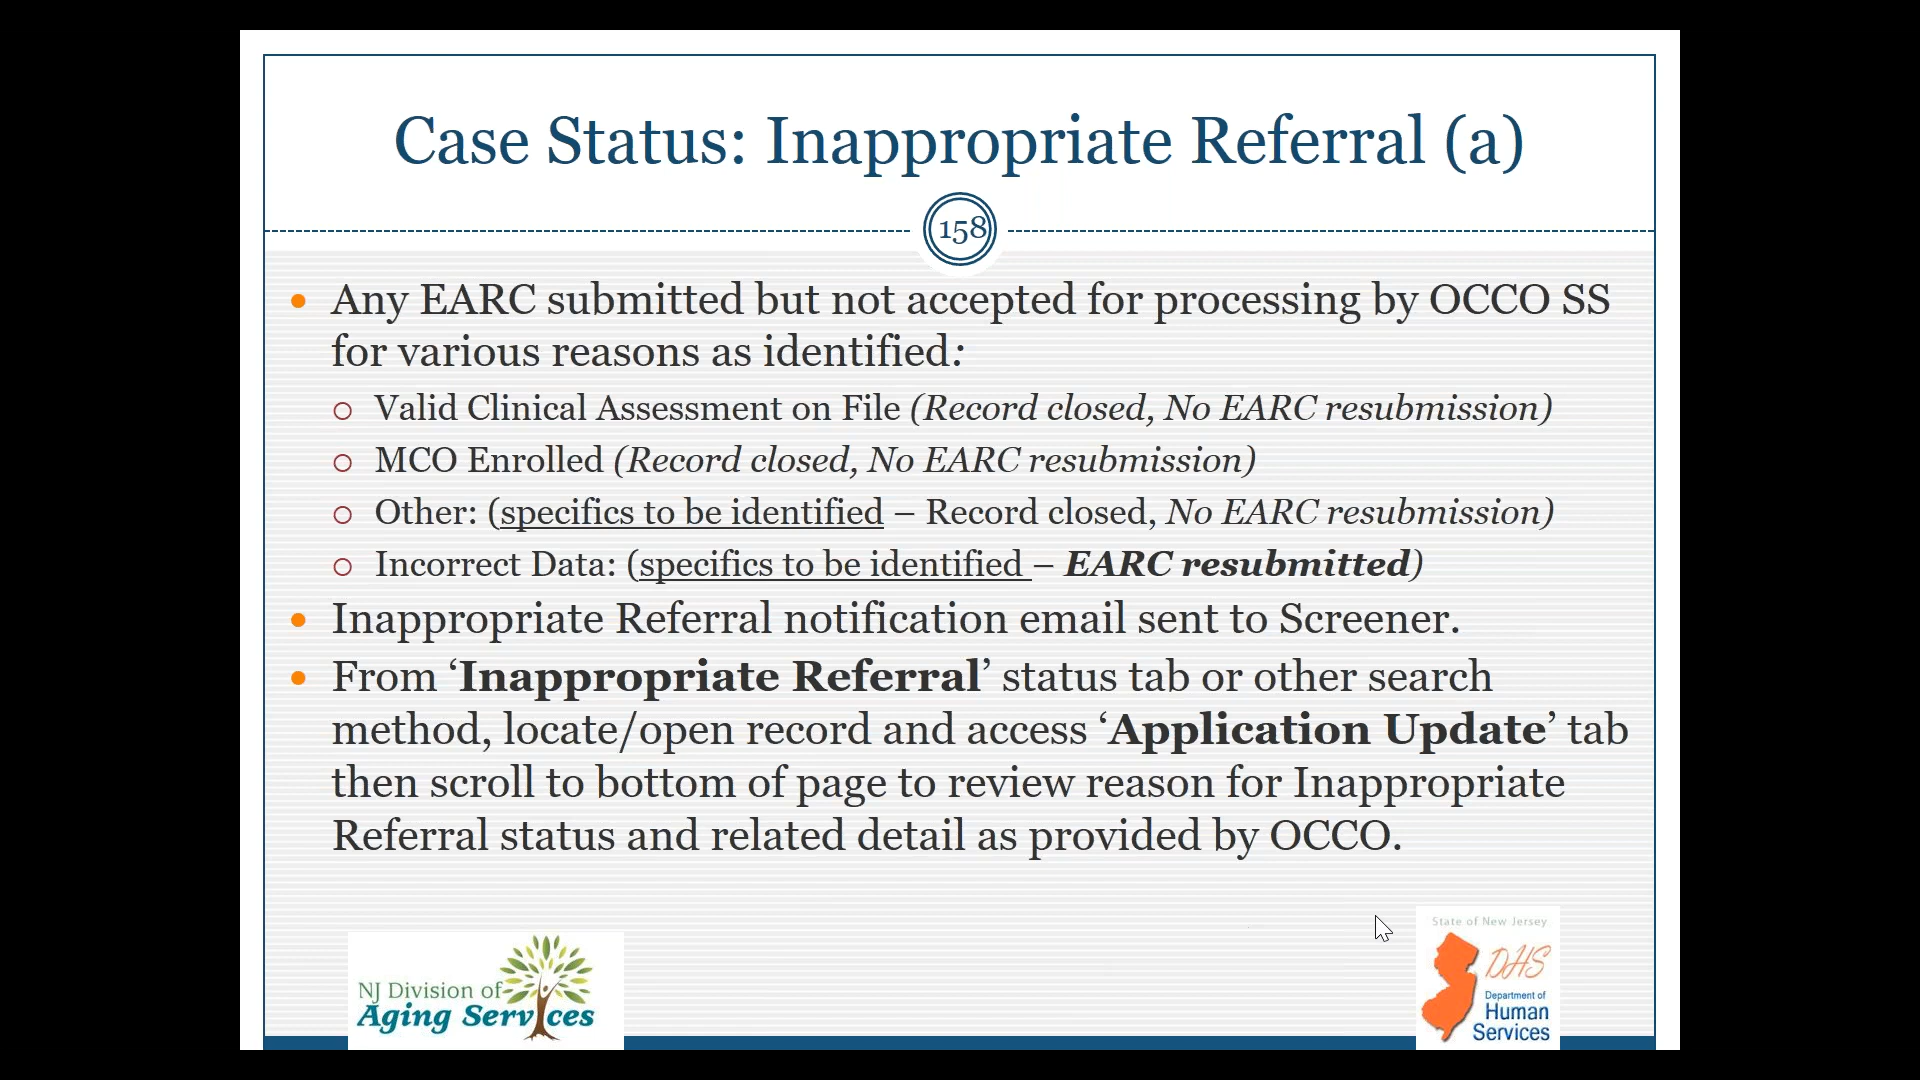 Case Status: Inappropriate Referral (a)
158
Any EARC submitted but not accepted for processing by OCCO SS
for various reasons as identified:
Valid Clinical Assessment on File (Record closed, No EARC resubmission)
MCO Enrolled (Record closed, No EARC resubmission)
Other: (specifics to be identified – Record closed, No EARC resubmission)
Incorrect Data: (specifics to be identified – EARC resubmitted)
Inappropriate Referral notification email sent to Screener.
From ‘Inappropriate Referral’ status tab or other search
method, locate/open record and access ‘Application Update’ tab
then scroll to bottom of page to review reason for Inappropriate
Referral status and related detail as provided by OCCO.
NJ Division of
Aging Services
State of New Jersey
DHS
Department of
Human
Services